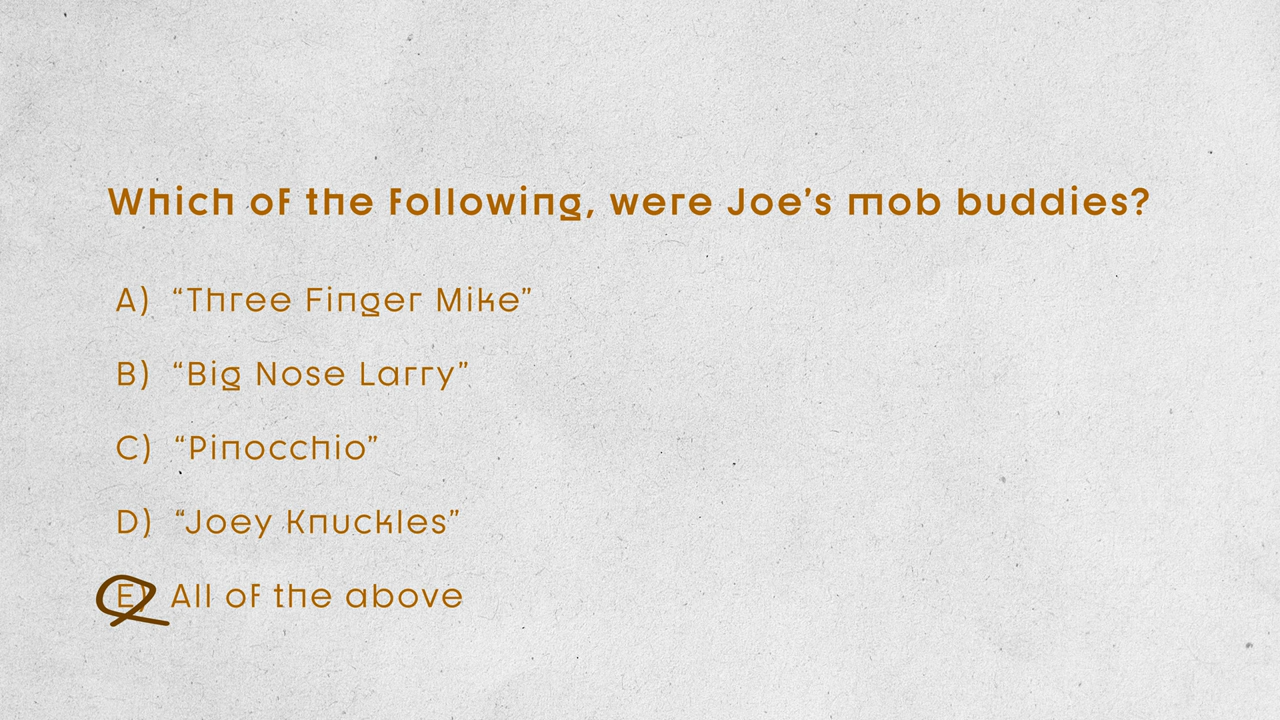 Which of the following, were Joe’s mob buddies?
A) “Three Finger Mike”
B) “Big Nose Larry”
C) “Pinocchio”
D) “Joey Knuckles”
E) All of the above